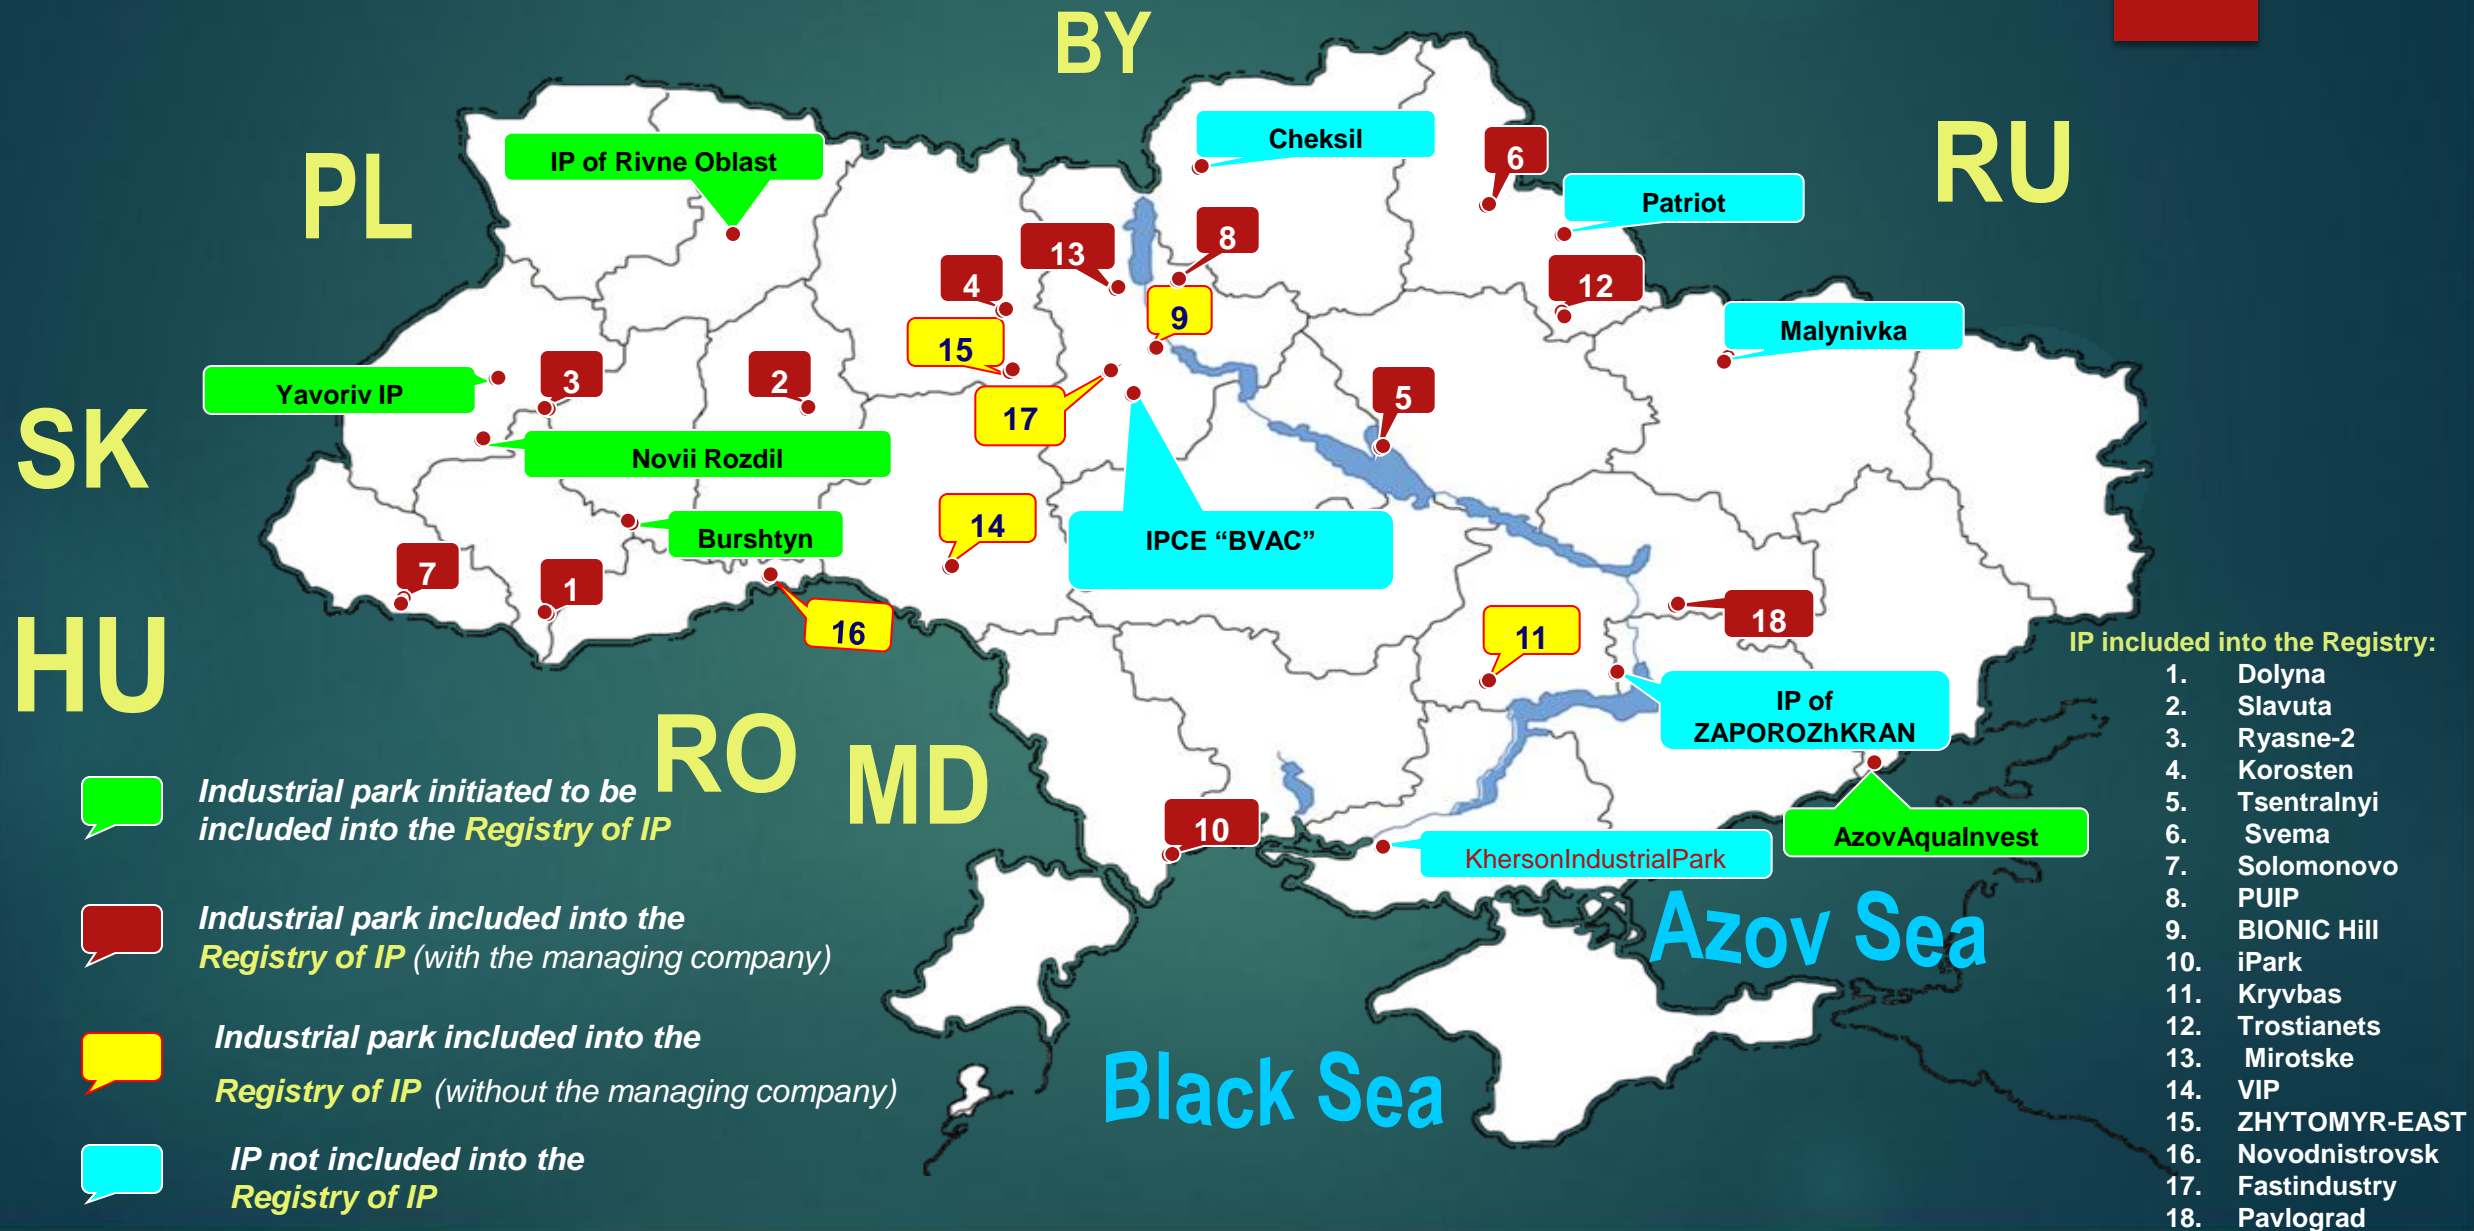 BY
RU
PL
SK
HU
RO
MD
IP of Rivne Oblast
Cheksil
6
Patriot
13
8
4
12
9
15
Malynivka
Yavoriv IP
3
2
17
5
Novii Rozdil
14
Burshtyn
IPCE “BVAC”
7
1
16
11
18
IP of
ZAPOROZhKRAN
10
KhersonIndustrialPark
AzovAquaInvest
Azov Sea
Black Sea
Industrial park initiated to be
included into the Registry of IP
Industrial park included into the
Registry of IP (with the managing company)
Industrial park included into the
Registry of IP (without the managing company)
IP not included into the
Registry of IP
IP included into the Registry:
1. Dolyna
2. Slavuta
3. Ryasne-2
4. Korosten
5. Tsentralnyi
6. Svema
7. Solomonovo
8. PUIP
9. BIONIC Hill
10. iPark
11. Kryvbas
12. Trostianets
13. Mirotske
14. VIP
15. ZHYTOMYR-EAST
16. Novodnistrovsk
17. Fastindustry
18. Pavlograd